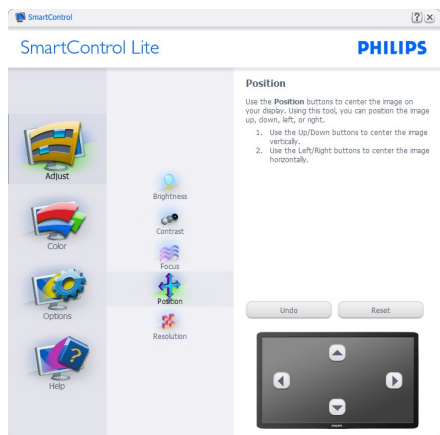 SmartControl
SmartControl Lite
PHILIPS
Adjust
Color
Options
Help
Brightness
Contrast
Focus
Position
Resolution
Position
Use the Position buttons to center the image on
your display. Using this tool, you can position the image
up, down, left, or right.
1. Use the Up/Down buttons to center the image
vertically.
2. Use the Left/Right buttons to center the image
horizontally.
Undo
Reset
PHILIPS